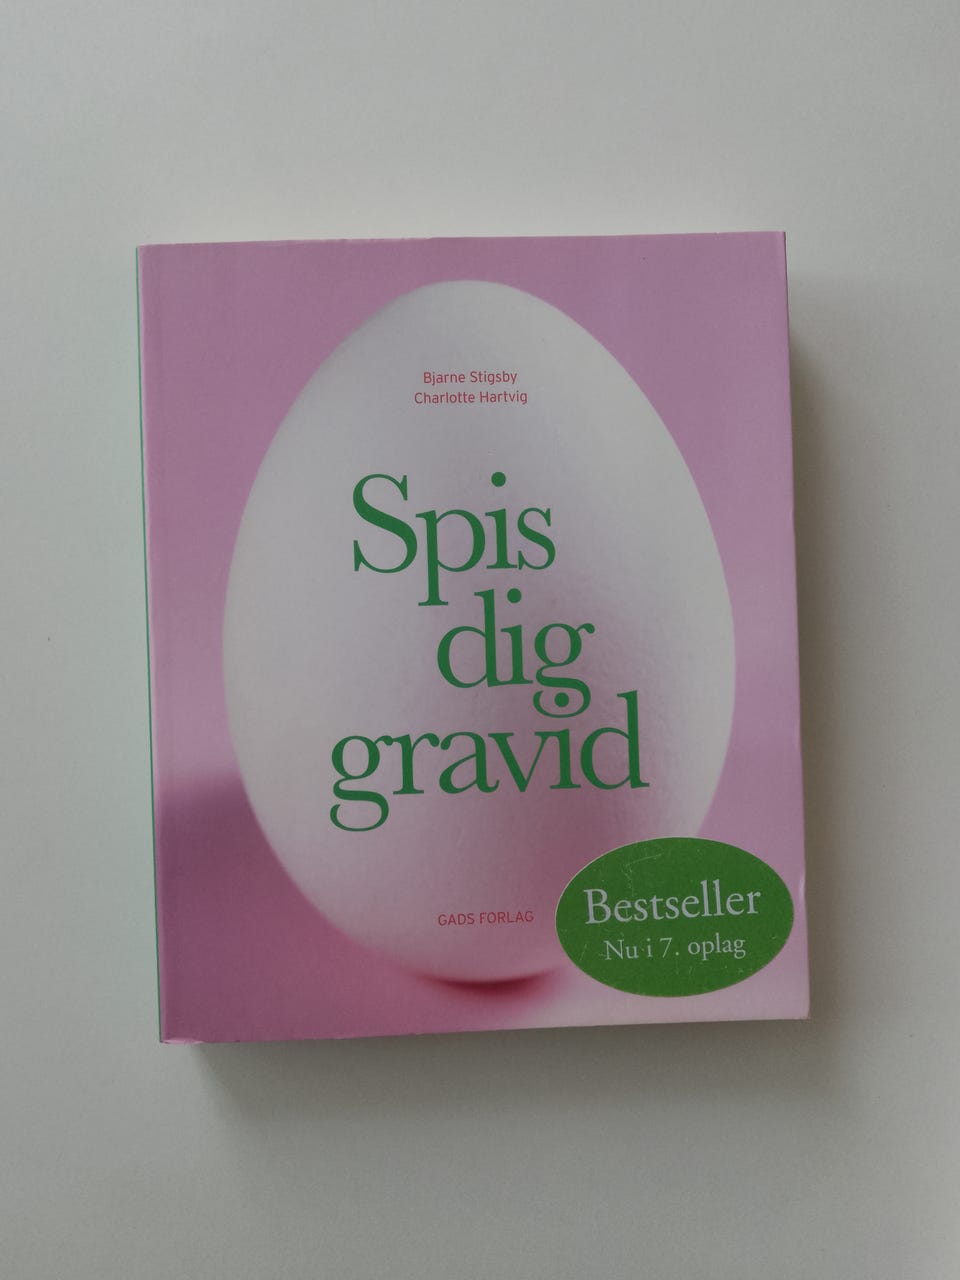 Bjarne Stigsby
Charlotte Hartvig
Spis
dig
gravid
GADS FORLAG
Bestseller
Nu i 7. oplag